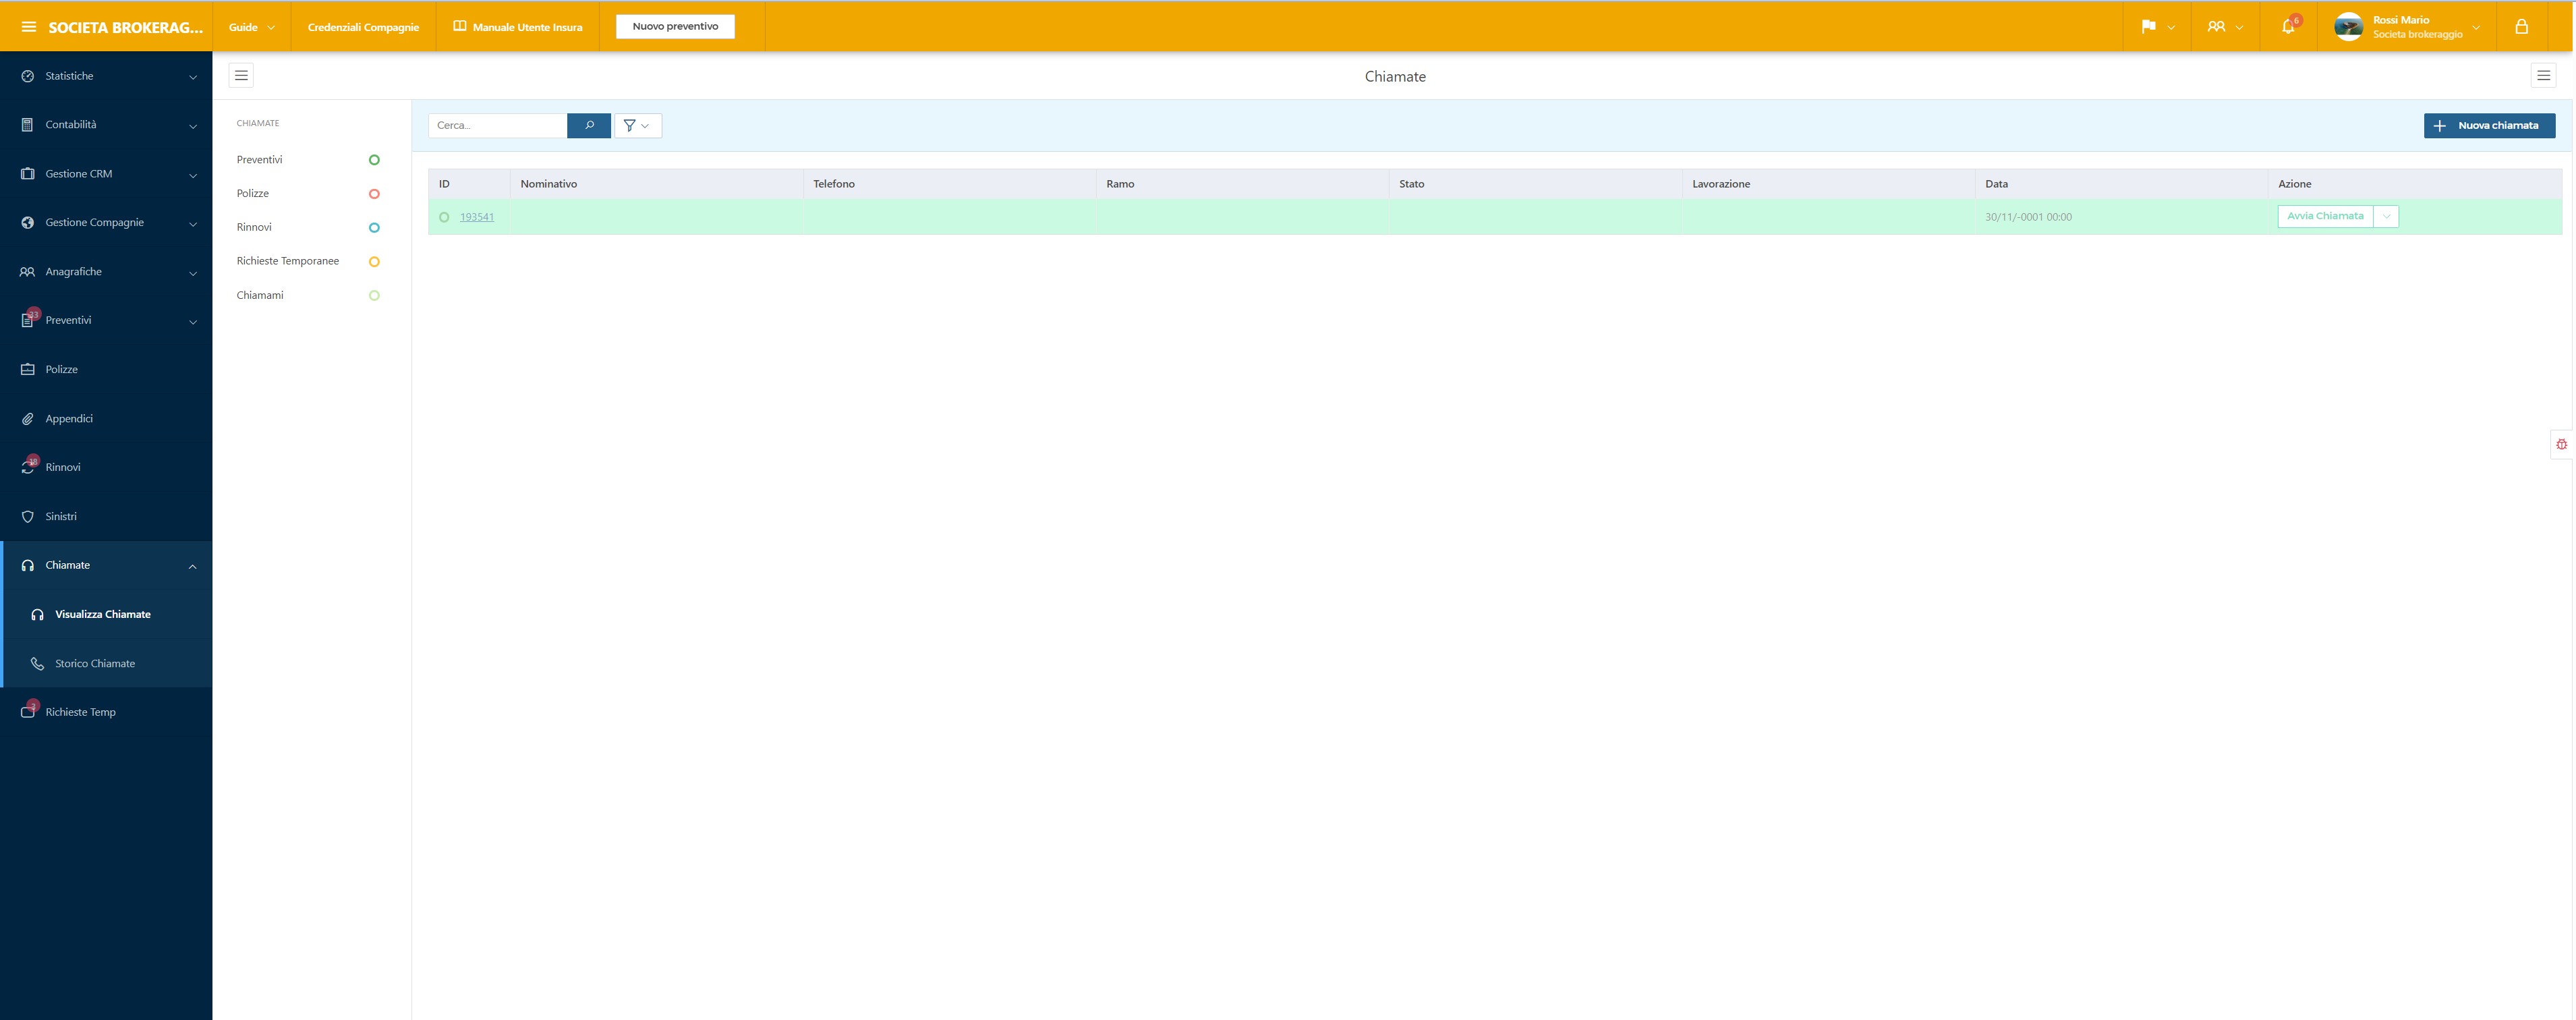 SOCIETA BROKERAG...
Guide
Credenziali Compagnie
Manuale Utente Insura
Nuovo preventivo
6
Rossi Mario
Societa brokeraggio
Statistiche
Contabilità
Gestione CRM
Gestione Compagnie
Anagrafiche
33
Preventivi
Polizze
Appendici
18
Rinnovi
Sinistri
Chiamate
Visualizza Chiamate
Storico Chiamate
3
Richieste Temp
Chiamate
CHIAMATE
Preventivi
Polizze
Rinnovi
Richieste Temporanee
Chiamami
Cerca...
Nuova chiamata
ID Nominativo Telefono Ramo Stato Lavorazione Data Azione
193541 30/11/-0001 00:00 Avvia Chiamata